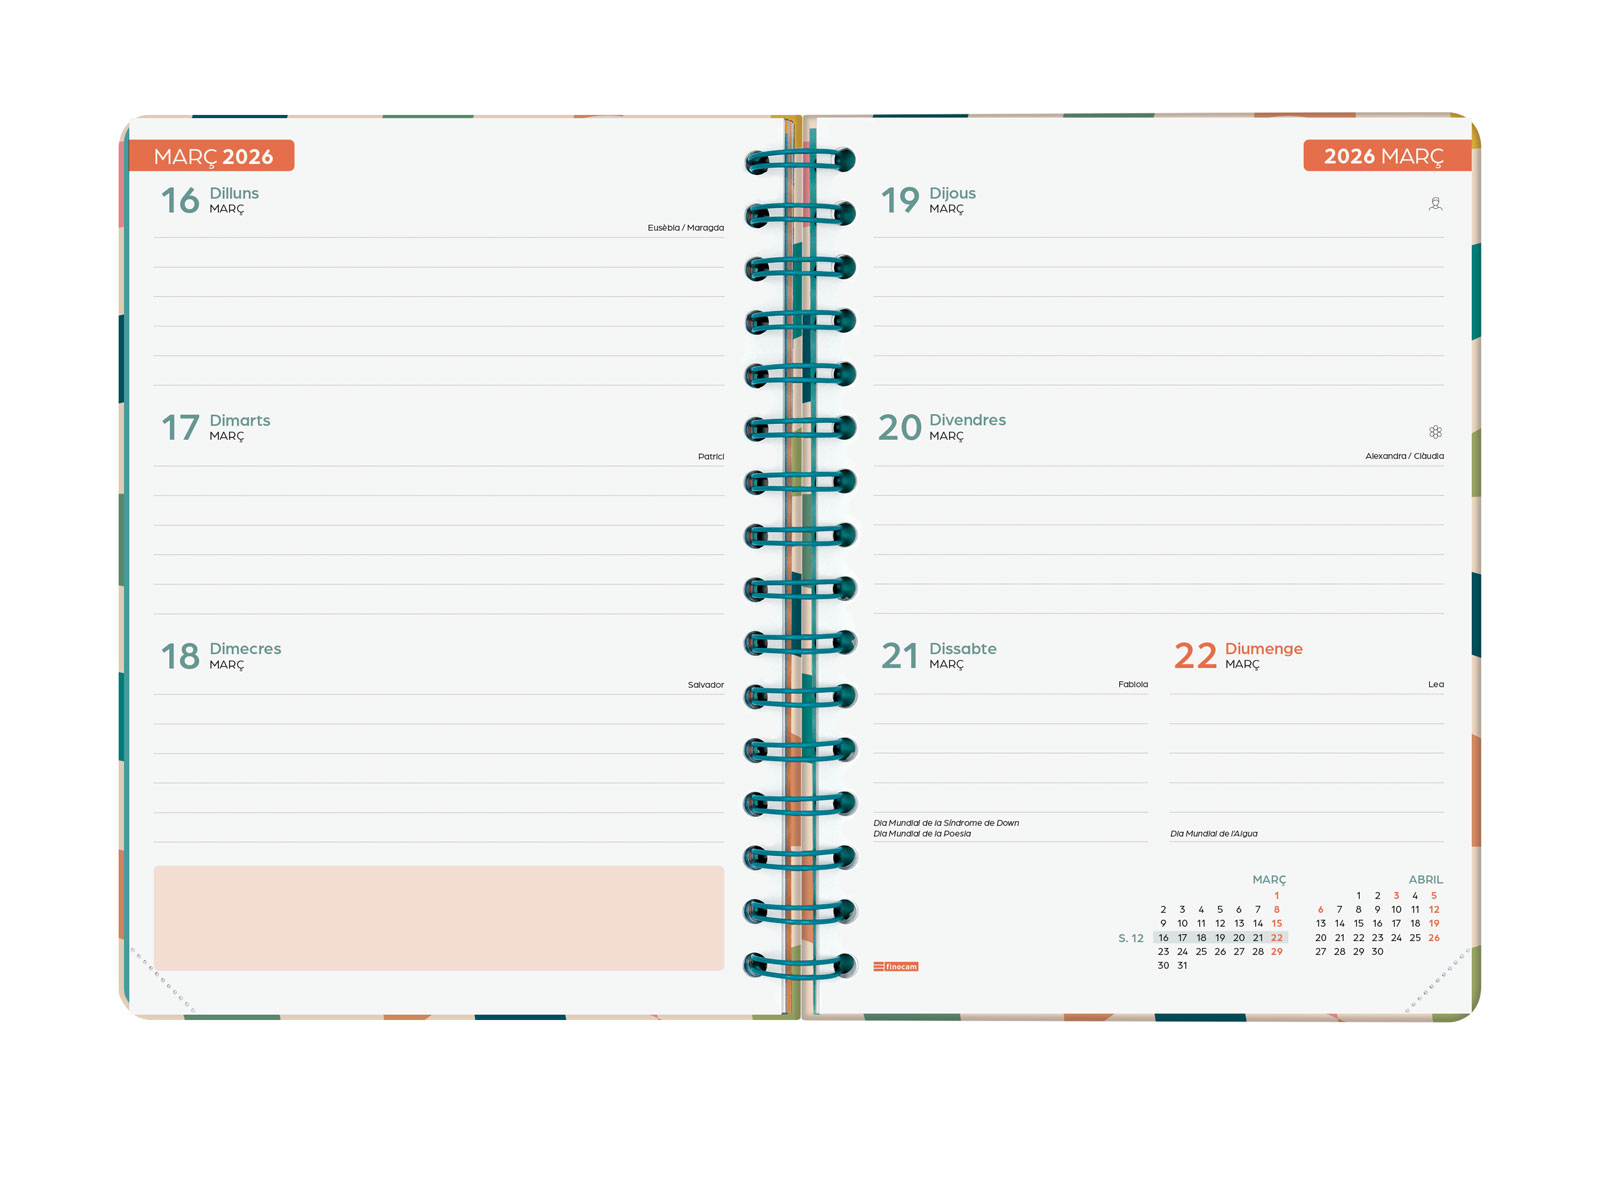 MARÇ 2026
16 Dilluns
MARÇ
Eusèbia / Maragda
17 Dimarts
MARÇ
Patrici
18 Dimecres
MARÇ
Salvador
2026 MARÇ
19 Dijous
MARÇ
20 Divendres
MARÇ
Alexandra / Clàudia
21 Dissabte
MARÇ
Fabiola
Dia Mundial de la Síndrome de Down
Dia Mundial de la Poesia
22 Diumenge
MARÇ
Lea
Dia Mundial de l'Aigua
finocam
S. 12
MARÇ
1
2 3 4 5 6 7 8
9 10 11 12 13 14 15
16 17 18 19 20 21 22
23 24 25 26 27 28 29
30 31
ABRIL
1 2 3 4 5
6 7 8 9 10 11 12
13 14 15 16 17 18 19
20 21 22 23 24 25 26
27 28 29 30